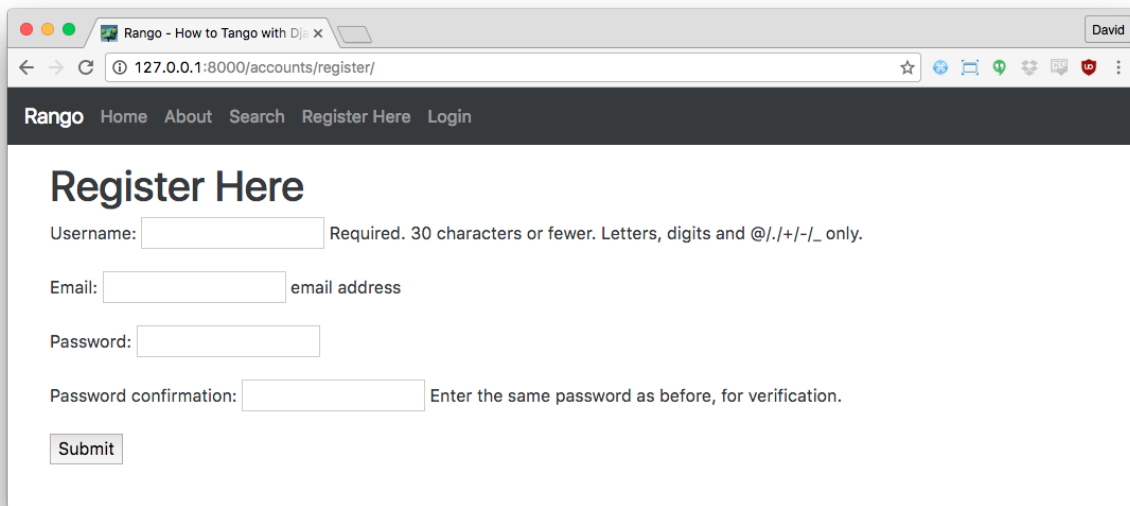 Rango - How to Tango with Dja
David
127.0.0.1:8000/accounts/register/
Rango Home About Search Register Here Login
Register Here
Username: Required. 30 characters or fewer. Letters, digits and @/./+/-/_ only.
Email: email address
Password:
Password confirmation: Enter the same password as before, for verification.
Submit